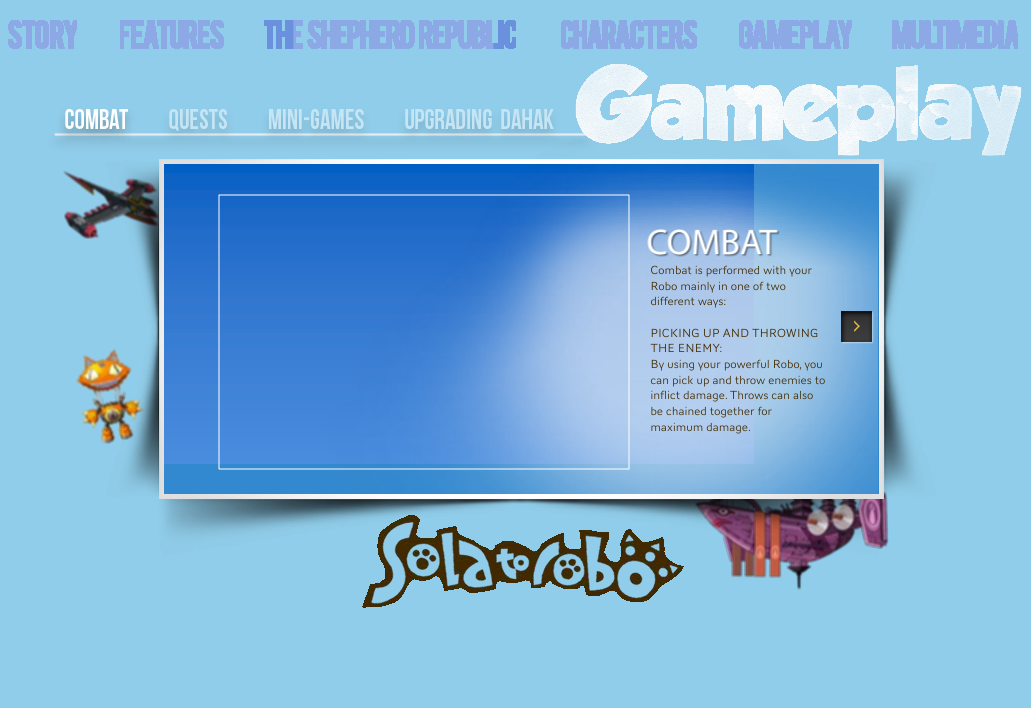 STORY FEATURES THE SHEPHERD REPUBLIC CHARACTERS GAMEPLAY MULTIMEDIA
Gameplay
COMBAT QUESTS MINI-GAMES UPGRADING DAHAK
COMBAT
Combat is performed with your
Robo mainly in one of two
different ways:
PICKING UP AND THROWING
THE ENEMY:
By using your powerful Robo, you
can pick up and throw enemies to
inflict damage. Throws can also
be chained together for
maximum damage.
Solatorobo